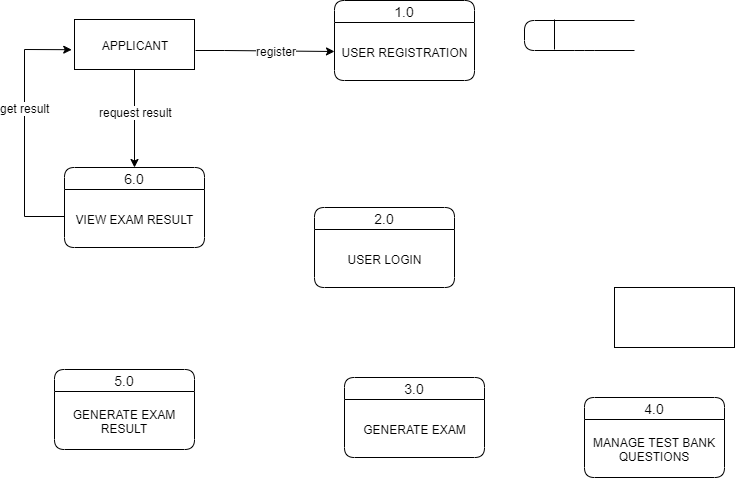 1.0
APPLICANT
register
USER REGISTRATION
get result
request result
6.0
VIEW EXAM RESULT
2.0
USER LOGIN
5.0
GENERATE EXAM
RESULT
3.0
GENERATE EXAM
4.0
MANAGE TEST BANK
QUESTIONS